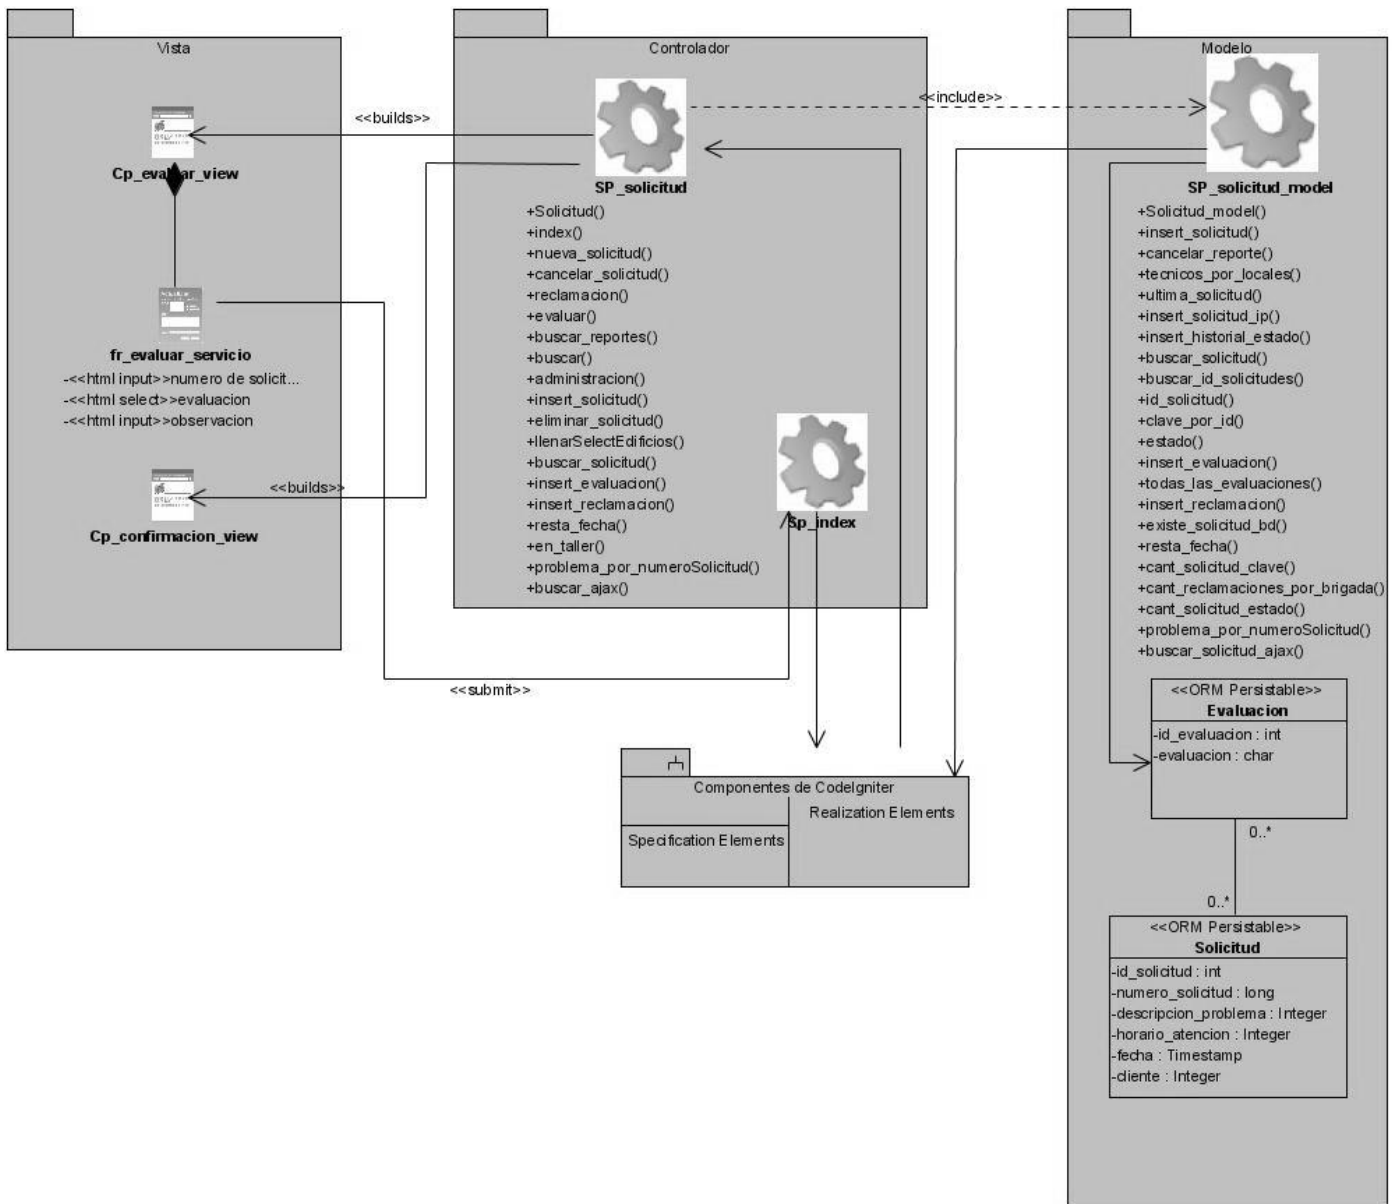 Vista
<<builds>>
Cp_evaluar_view
fr_evaluar_servicio
-<<html input>>numero de solicit...
-<<html select>>evaluacion
-<<html input>>observacion
<<builds>>
Cp_confirmacion_view
Controlador
SP_solicitud
+Solicitud()
+index()
+nueva_solicitud()
+cancelar_solicitud()
+reclamacion()
+evaluar()
+buscar_reportes()
+buscar()
+administracion()
+insert_solicitud()
+eliminar_solicitud()
+llenarSelectEdificios()
+buscar_solicitud()
+insert_evaluacion()
+insert_reclamacion()
+resta_fecha()
+en_taller()
+problema_por_numeroSolicitud()
+buscar_ajax()
Sp_index
<<submit>>
<<include>>
Modelo
SP_solicitud_model
+Solicitud_model()
+insert_solicitud()
+cancelar_reporte()
+tecnicos_por_locales()
+ultima_solicitud()
+insert_solicitud_ip()
+insert_historial_estado()
+buscar_solicitud()
+buscar_id_solicitudes()
+id_solicitud()
+clave_por_id()
+estado()
+insert_evaluacion()
+todas_las_evaluaciones()
+insert_reclamacion()
+existe_solicitud_bd()
+resta_fecha()
+cant_solicitud_clave()
+cant_reclamaciones_por_brigada()
+cant_solicitud_estado()
+problema_por_numeroSolicitud()
+buscar_solicitud_ajax()
<<ORM Persistable>>
Evaluacion
-id_evaluacion : int
-evaluacion : char
0..*
0..*
<<ORM Persistable>>
Solicitud
-id_solicitud : int
-numero_solicitud : long
-descripcion_problema : Integer
-horario_atencion : Integer
-fecha : Timestamp
-cliente : Integer
Componentes de CodeIgniter
Realization Elements
Specification Elements